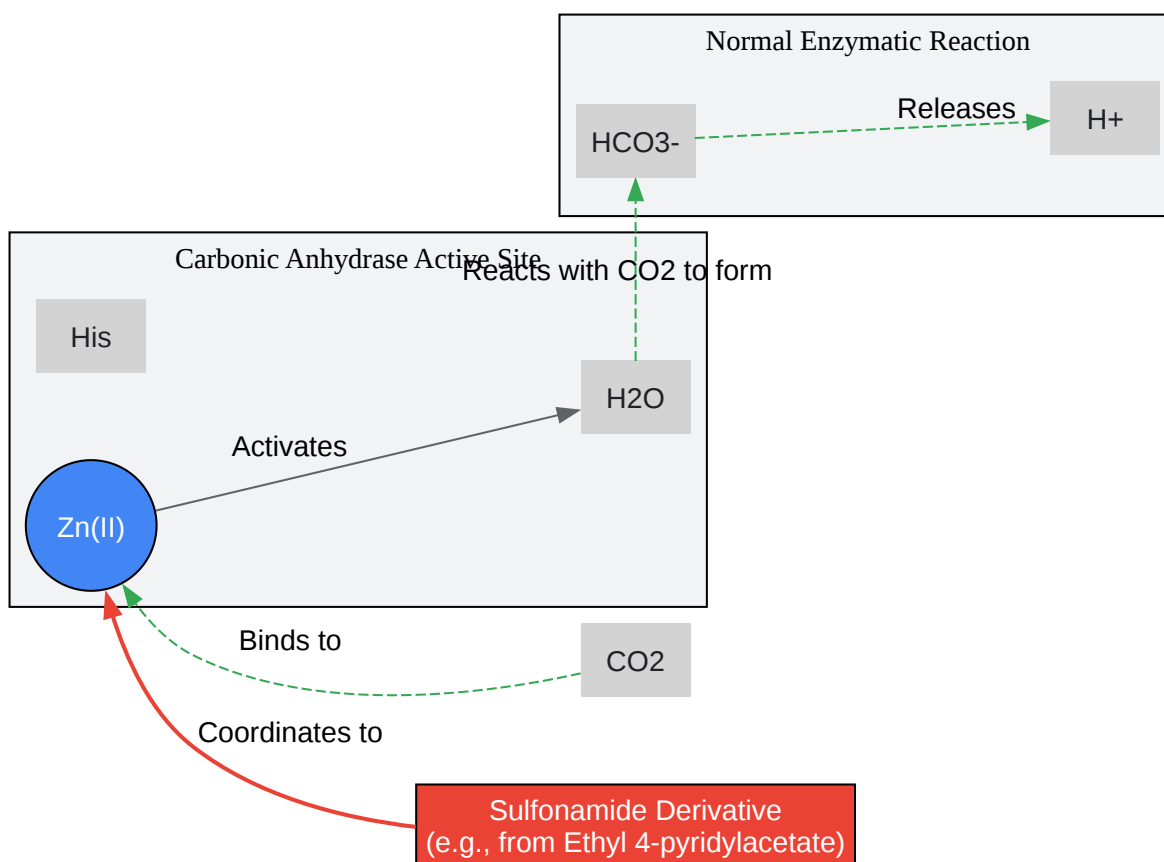 Normal Enzymatic Reaction
Releases
H+
HCO3-
Carbonic Anhydrase Active Site
Reacts with CO2 to form
His
H2O
Activates
Zn(II)
Binds to
CO2
Coordinates to
Sulfonamide Derivative
(e.g., from Ethyl 4-pyridylacetate)